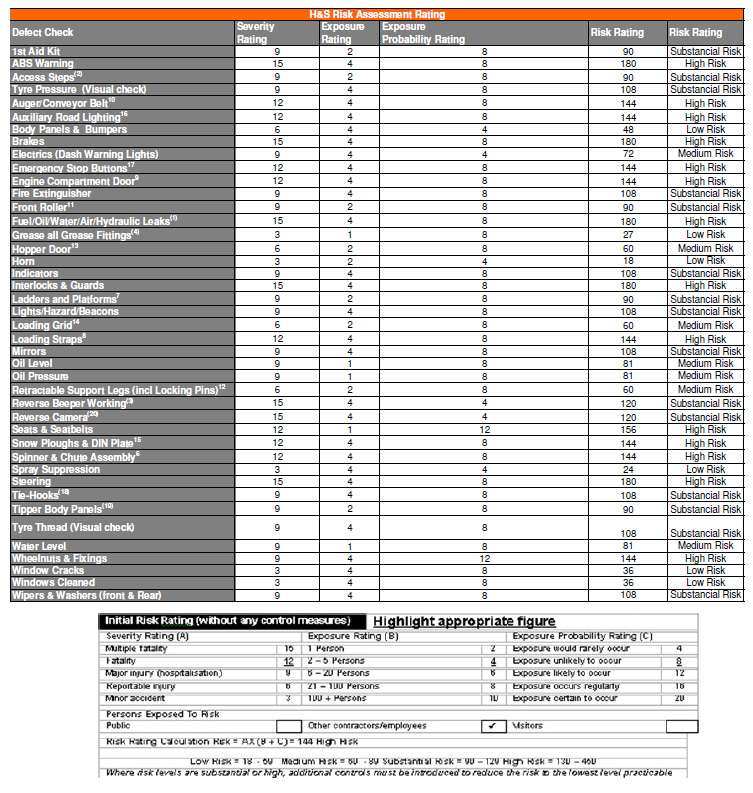 H&S Risk Assessment Rating
Defect Check Severity Rating Exposure Rating Exposure Probability Rating Risk Rating Risk Rating
1st Aid Kit 9 2 8 90 Substancial Risk
ABS Warning 15 4 8 180 High Risk
Access Steps(2) 9 2 8 90 Substancial Risk
Tyre Pressure (Visual check) 9 4 8 108 Substancial Risk
Auger/Conveyor Belt10 12 4 8 144 High Risk
Auxiliary Road Lighting16 12 4 8 144 High Risk
Body Panels & Bumpers 6 4 4 48 Low Risk
Brakes 15 4 8 180 High Risk
Electrics (Dash Warning Lights) 9 4 4 72 Medium Risk
Emergency Stop Buttons17 12 4 8 144 High Risk
Engine Compartment Door9 12 4 8 144 High Risk
Fire Extinguisher 9 4 8 108 Substancial Risk
Front Roller11 9 2 8 90 Substancial Risk
Fuel/Oil/Water/Air/Hydraulic Leaks(1) 15 4 8 180 High Risk
Grease all Grease Fittings(4) 3 1 8 27 Low Risk
Hopper Door13 6 2 8 60 Medium Risk
Horn 3 2 4 18 Low Risk
Indicators 9 4 8 108 Substancial Risk
Interlocks & Guards 15 4 8 180 High Risk
Ladders and Platforms7 9 2 8 90 Substancial Risk
Lights/Hazard/Beacons 9 4 8 108 Substancial Risk
Loading Grid14 6 2 8 60 Medium Risk
Loading Straps8 12 4 8 144 High Risk
Mirrors 9 4 8 108 Substancial Risk
Oil Level 9 1 8 81 Medium Risk
Oil Pressure 9 1 8 81 Medium Risk
Retractable Support Legs (incl Locking Pins)12 6 2 8 60 Medium Risk
Reverse Beeper Working(3) 15 4 4 120 Substancial Risk
Reverse Camera(20) 15 4 4 120 Substancial Risk
Seats & Seatbelts 12 1 12 156 High Risk
Snow Ploughs & DIN Plate15 12 4 8 144 High Risk
Spinner & Chute Assembly6 12 4 8 144 High Risk
Spray Suppression 3 4 4 24 Low Risk
Steering 15 4 8 180 High Risk
Tie-Hooks(18) 9 4 8 108 Substancial Risk
Tipper Body Panels(19) 9 2 8 90 Substancial Risk
Tyre Thread (Visual check) 9 4 8 108 Substancial Risk
Water Level 9 1 8 81 Medium Risk
Wheelnuts & Fixings 9 4 12 144 High Risk
Window Cracks 3 4 8 36 Low Risk
Windows Cleaned 3 4 8 36 Low Risk
Wipers & Washers (front & Rear) 9 4 8 108 Substancial Risk
Initial Risk Rating (without any control measures) Highlight appropriate figure
Severity Rating (A) Exposure Rating (B) Exposure Probability Rating (C)
Multiple fatality 15 1 Person 2 Exposure would rarely occur 4
Fatality 12 2 – 5 Persons 4 Exposure unlikely to occur 8
Major injury (hospitalisation) 9 6 – 20 Persons 6 Exposure likely to occur 12
Reportable injury 6 21 – 100 Persons 8 Exposure occurs regularly 16
Minor accident 3 100 + Persons 10 Exposure certain to occur 20
Persons Exposed To Risk
Public Other contractors/employees ✓ Visitors
Risk Rating Calculation Risk = AX (B + C) = 144 High Risk
Low Risk = 18 - 59 Medium Risk = 60 - 89 Substantial Risk = 90 – 129 High Risk = 130 – 450
Where risk levels are substantial or high, additional controls must be introduced to reduce the risk to the lowest level practicable